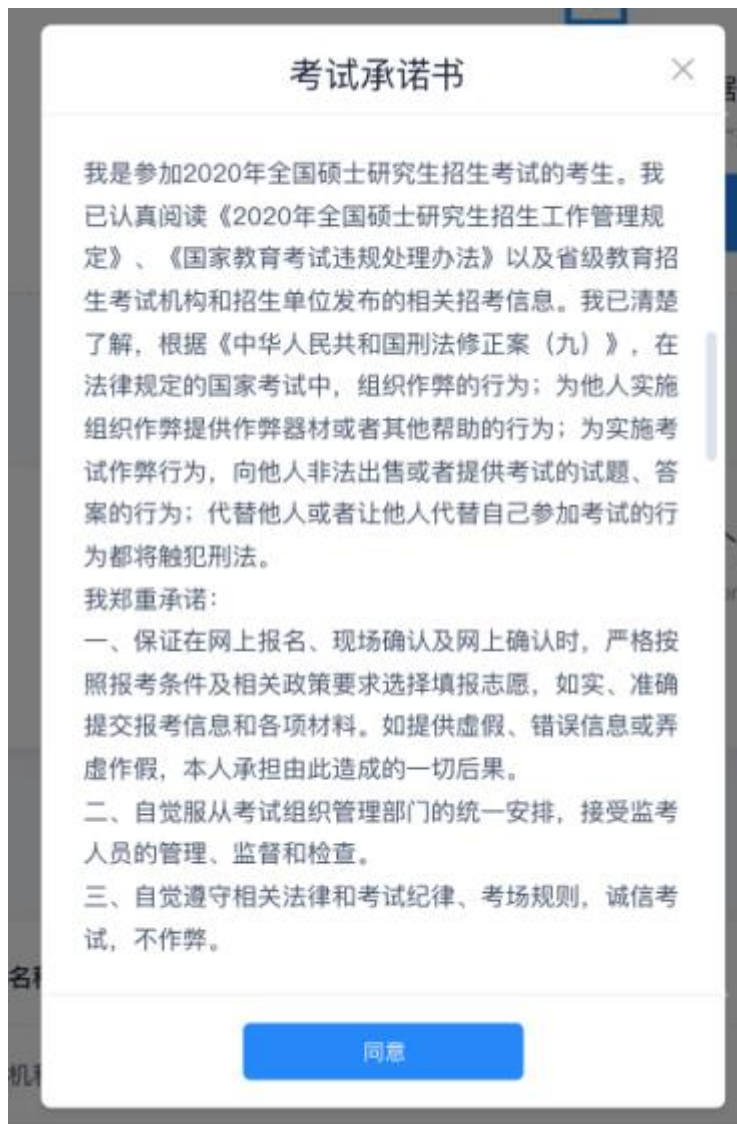 考试承诺书
我是参加2020年全国硕士研究生招生考试的考生。我
已认真阅读《2020年全国硕士研究生招生工作管理规
定》、《国家教育考试违规处理办法》以及省级教育招
生考试机构和招生单位发布的相关招考信息。我已清楚
了解，根据《中华人民共和国刑法修正案（九）》，在
法律规定的国家考试中，组织作弊的行为；为他人实施
组织作弊提供作弊器材或者其他帮助的行为；为实施考
试作弊行为，向他人非法出售或者提供考试的试题、答
案的行为；代替他人或者让他人代替自己参加考试的行
为都将触犯刑法。
我郑重承诺：
一、保证在网上报名、现场确认及网上确认时，严格按
照报考条件及相关政策要求选择填报志愿，如实、准确
提交报考信息和各项材料。如提供虚假、错误信息或弄
虚作假，本人承担由此造成的一切后果。
二、自觉服从考试组织管理部门的统一安排，接受监考
人员的管理、监督和检查。
三、自觉遵守相关法律和考试纪律、考场规则，诚信考
试，不作弊。
名
机
同意